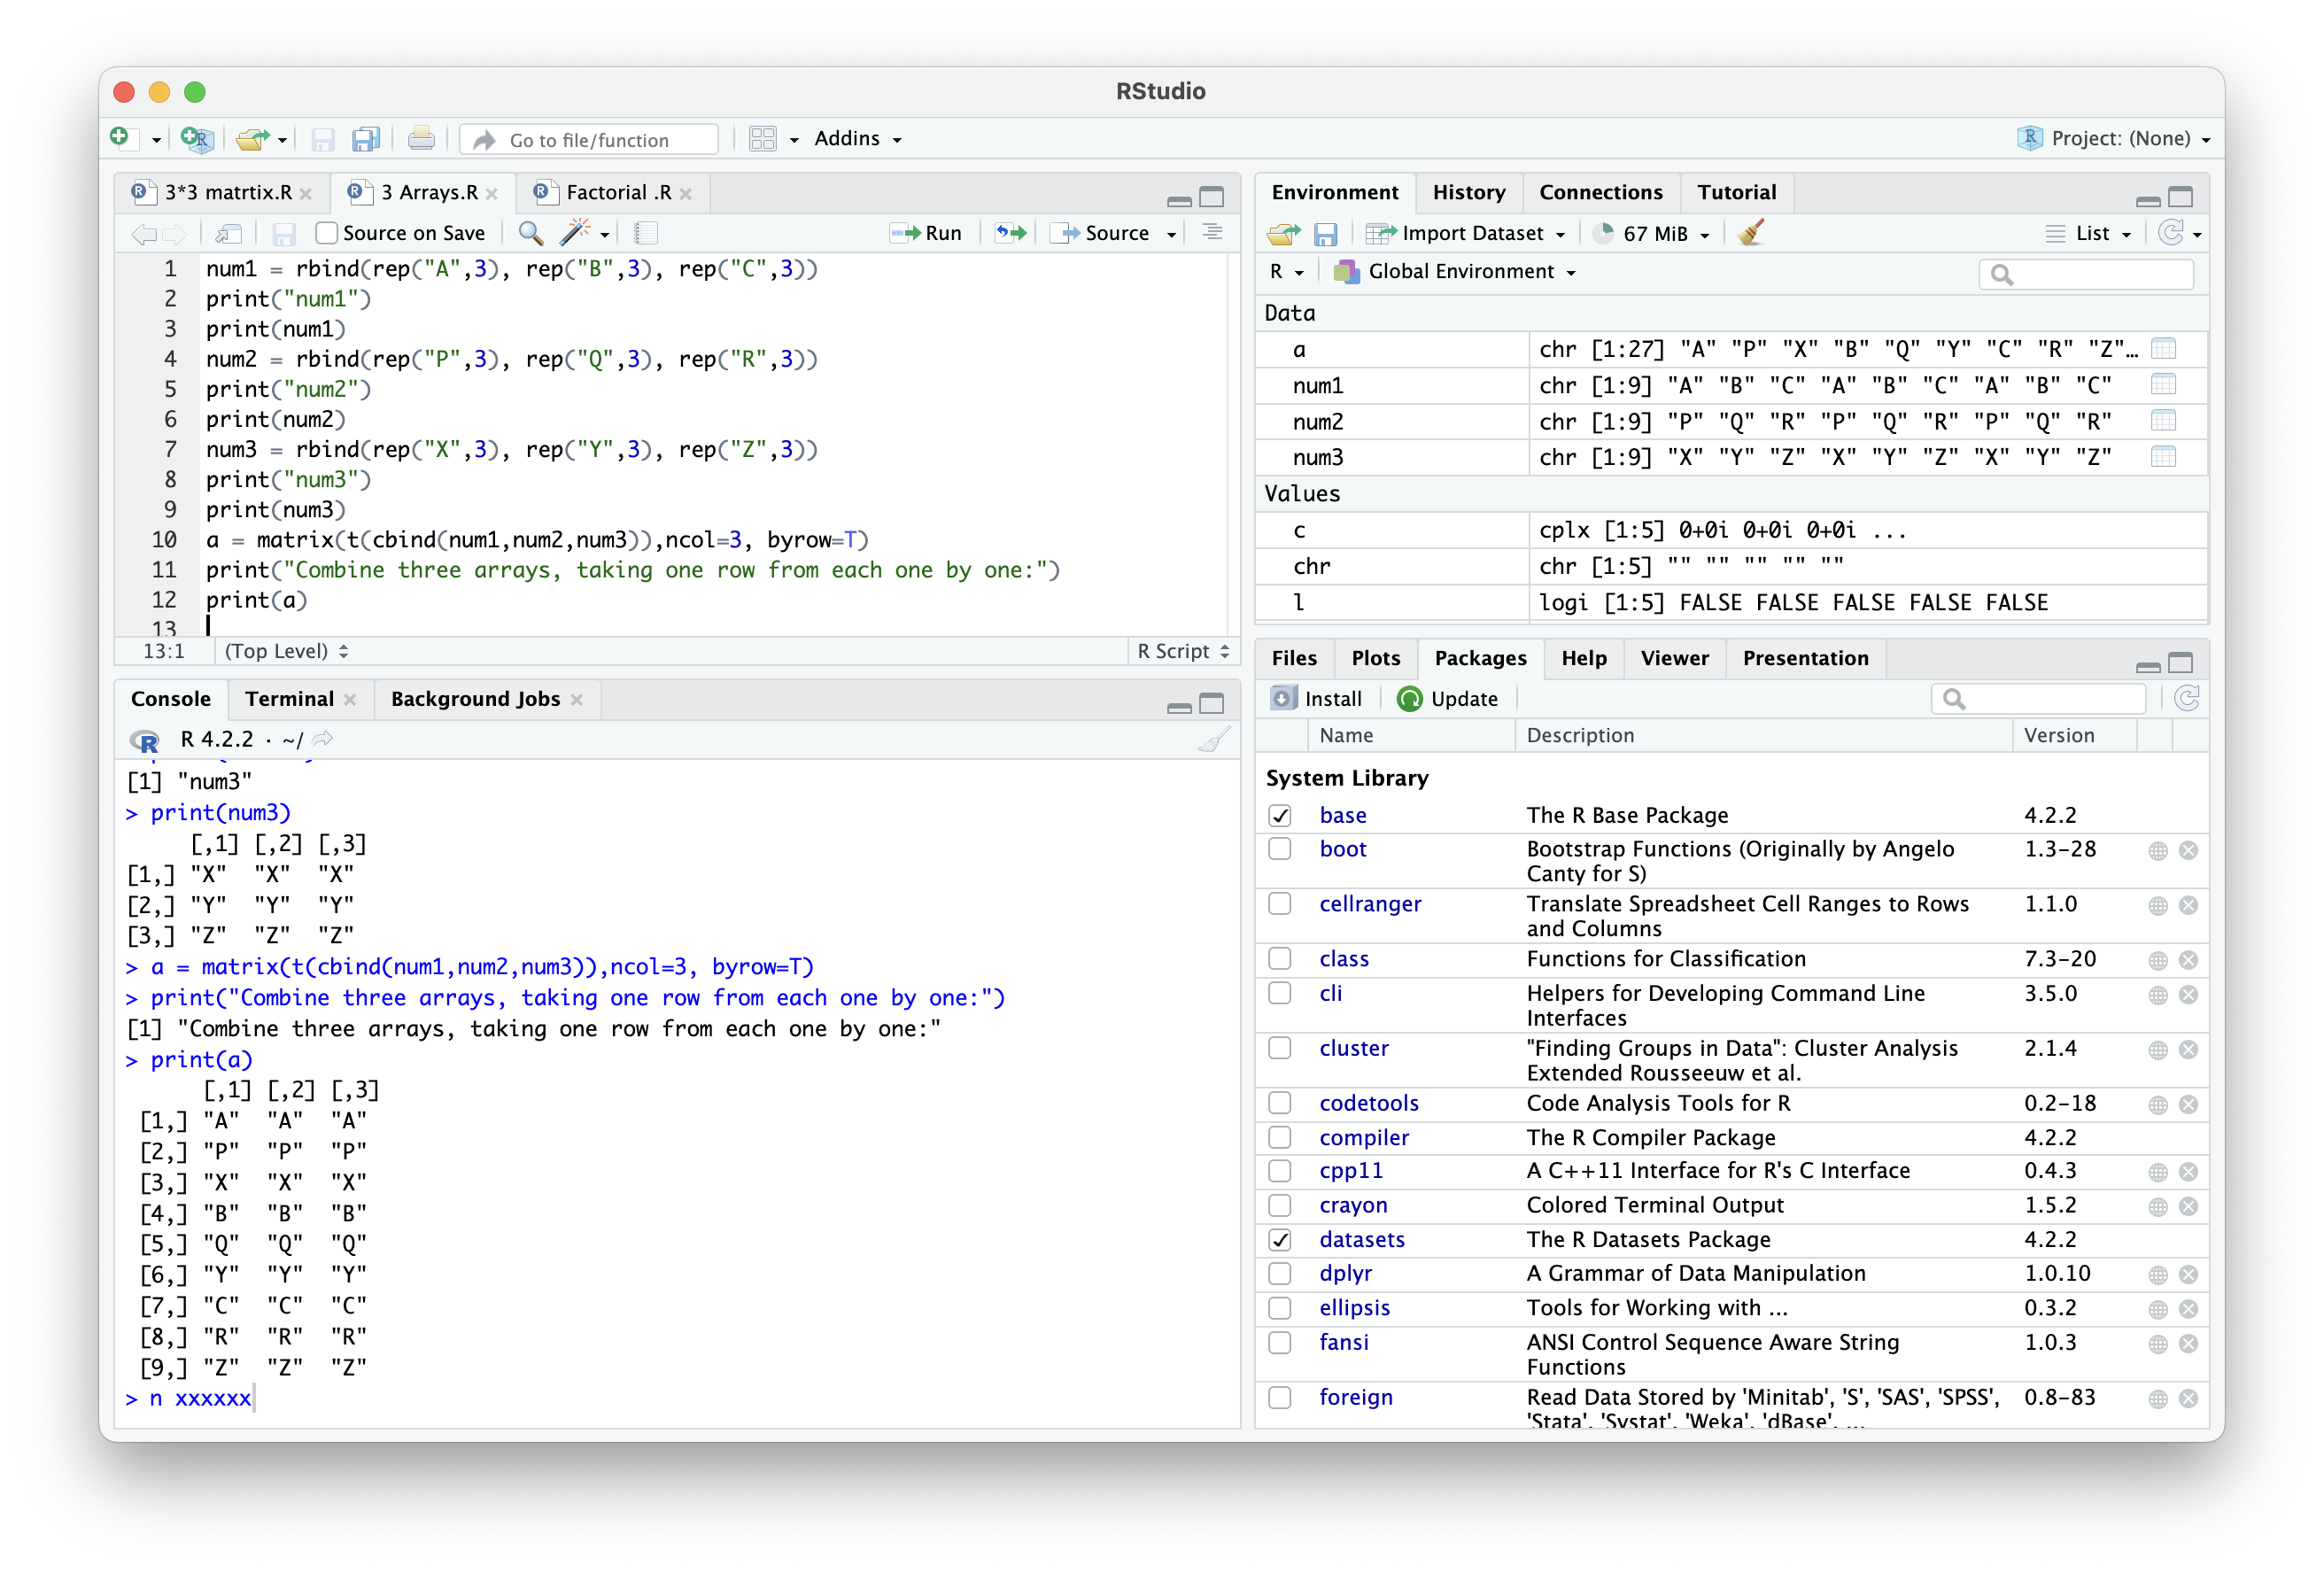 RStudio
Go to file/function
Addins
Project: (None)
3*3 matrtix.R
3 Arrays.R
Factorial .R
Source on Save
Run
Source
1 num1 = rbind(rep("A",3), rep("B",3), rep("C",3))
2 print("num1")
3 print(num1)
4 num2 = rbind(rep("P",3), rep("Q",3), rep("R",3))
5 print("num2")
6 print(num2)
7 num3 = rbind(rep("X",3), rep("Y",3), rep("Z",3))
8 print("num3")
9 print(num3)
10 a = matrix(t(cbind(num1,num2,num3)),ncol=3, byrow=T)
11 print("Combine three arrays, taking one row from each one by one:")
12 print(a)
13
13:1 (Top Level) R Script
Console Terminal Background Jobs
R 4.2.2 · ~/
[1] "num3"
> print(num3)
     [,1] [,2] [,3]
[1,] "X"  "X"  "X"
[2,] "Y"  "Y"  "Y"
[3,] "Z"  "Z"  "Z"
> a = matrix(t(cbind(num1,num2,num3)),ncol=3, byrow=T)
> print("Combine three arrays, taking one row from each one by one:")
[1] "Combine three arrays, taking one row from each one by one:"
> print(a)
      [,1] [,2] [,3]
 [1,] "A"  "A"  "A"
 [2,] "P"  "P"  "P"
 [3,] "X"  "X"  "X"
 [4,] "B"  "B"  "B"
 [5,] "Q"  "Q"  "Q"
 [6,] "Y"  "Y"  "Y"
 [7,] "C"  "C"  "C"
 [8,] "R"  "R"  "R"
 [9,] "Z"  "Z"  "Z"
> n xxxxxx
Environment History Connections Tutorial
Import Dataset 67 MiB List
R Global Environment
Data
a chr [1:27] "A" "P" "X" "B" "Q" "Y" "C" "R" "Z"…
num1 chr [1:9] "A" "B" "C" "A" "B" "C" "A" "B" "C"
num2 chr [1:9] "P" "Q" "R" "P" "Q" "R" "P" "Q" "R"
num3 chr [1:9] "X" "Y" "Z" "X" "Y" "Z" "X" "Y" "Z"
Values
c cplx [1:5] 0+0i 0+0i 0+0i ...
chr chr [1:5] "" "" "" "" ""
l logi [1:5] FALSE FALSE FALSE FALSE FALSE
Files Plots Packages Help Viewer Presentation
Install Update
Name Description Version
System Library
base The R Base Package 4.2.2
boot Bootstrap Functions (Originally by Angelo 1.3-28
Canty for S)
cellranger Translate Spreadsheet Cell Ranges to Rows 1.1.0
and Columns
class Functions for Classification 7.3-20
cli Helpers for Developing Command Line 3.5.0
Interfaces
cluster "Finding Groups in Data": Cluster Analysis 2.1.4
Extended Rousseeuw et al.
codetools Code Analysis Tools for R 0.2-18
compiler The R Compiler Package 4.2.2
cpp11 A C++11 Interface for R's C Interface 0.4.3
crayon Colored Terminal Output 1.5.2
datasets The R Datasets Package 4.2.2
dplyr A Grammar of Data Manipulation 1.0.10
ellipsis Tools for Working with ... 0.3.2
fansi ANSI Control Sequence Aware String 1.0.3
Functions
foreign Read Data Stored by 'Minitab', 'S', 'SAS', 'SPSS', 0.8-83
'Stata', 'Systat', 'Weka', 'dBase', ...